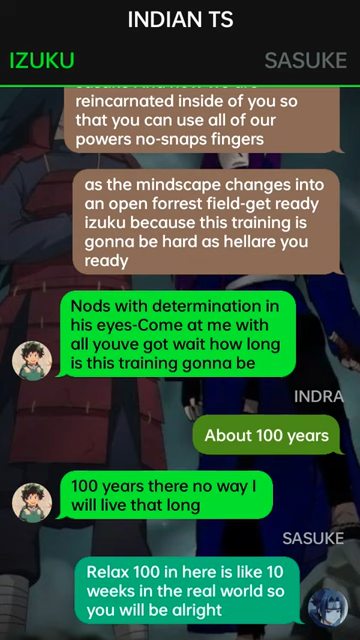 INDIAN TS
IZUKU
SASUKE
reincarnated inside of you so
that you can use all of our
powers no-snaps fingers
as the mindscape changes into
an open forrest field-get ready
izuku because this training is
gonna be hard as hellare you
ready
Nods with determination in
his eyes-Come at me with
all youve got wait how long
is this training gonna be
INDRA
About 100 years
100 years there no way I
will live that long
SASUKE
Relax 100 in here is like 10
weeks in the real world so
you will be alright